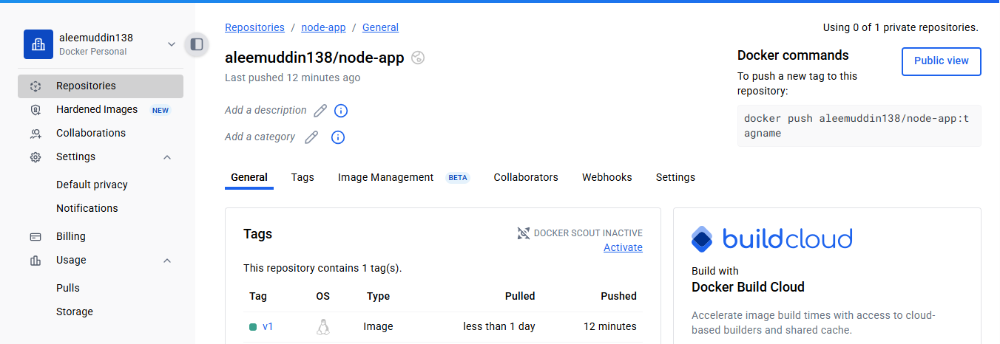 aleemuddin138
Docker Personal
Repositories
Hardened Images NEW
Collaborations
Settings
Default privacy
Notifications
Billing
Usage
Pulls
Storage
Repositories / node-app / General
Using 0 of 1 private repositories.
aleemuddin138/node-app
Last pushed 12 minutes ago
Add a description
Add a category
Docker commands
Public view
To push a new tag to this
repository:
docker push aleemuddin138/node-app:t
agname
General Tags Image Management BETA Collaborators Webhooks Settings
Tags
DOCKER SCOUT INACTIVE
Activate
This repository contains 1 tag(s).
Tag OS Type Pulled Pushed
v1 Image less than 1 day 12 minutes
buildcloud
Build with
Docker Build Cloud
Accelerate image build times with access to cloud-
based builders and shared cache.